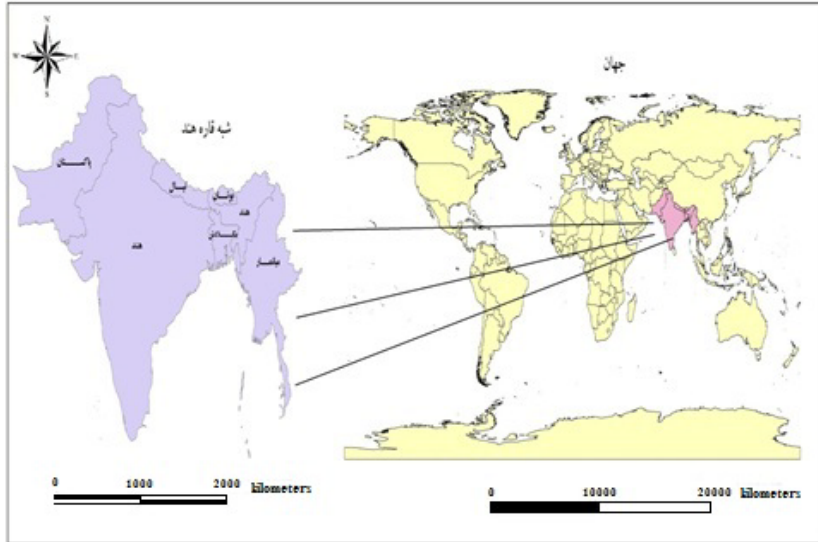 N
W E
S
شبه قاره هند
جهان
پاکستان
نپال
بوتان
هند
بنگلادش
هند
میانمار
0 1000 2000 kilometers
0 10000 20000 kilometers